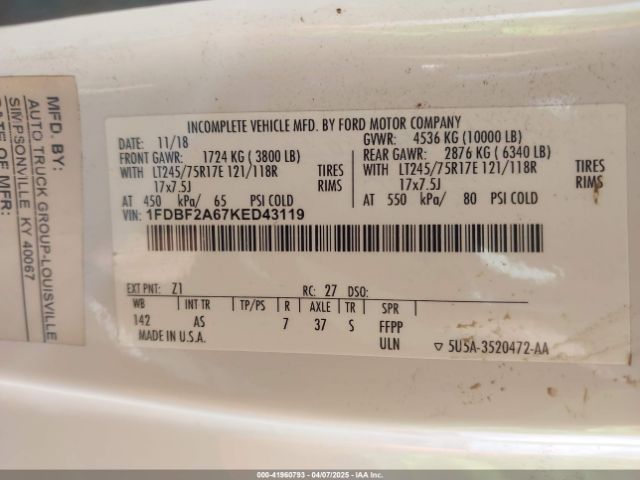 MFD. BY:
AUTO TRUCK GROUP-LOUISVILLE
SIMPSONVILLE, KY 40067
DATE OF MFR:
INCOMPLETE VEHICLE MFD. BY FORD MOTOR COMPANY
DATE: 11/18 GVWR: 4536 KG (10000 LB)
FRONT GAWR: 1724 KG (3800 LB) REAR GAWR: 2876 KG (6340 LB)
WITH LT245/75R17E 121/118R TIRES WITH LT245/75R17E 121/118R TIRES
17x7.5J RIMS 17x7.5J RIMS
AT 450 kPa/ 65 PSI COLD AT 550 kPa/ 80 PSI COLD
VIN: 1FDBF2A67KED43119
EXT PNT: Z1 RC: 27 DSO:
WB INT TR TP/PS R AXLE TR SPR
142 AS 7 37 S FFPP
MADE IN U.S.A. ULN ▽ 5U5A-3520472-AA
000-41960793 - 04/07/2025 - IAA Inc.